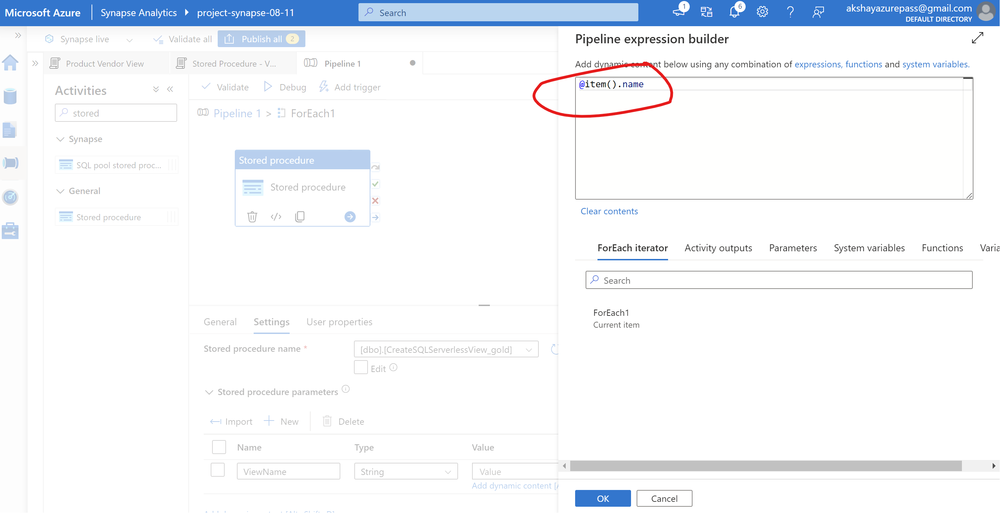 Microsoft Azure
Synapse Analytics
project-synapse-08-11
Search
1
6
akshayazurepass@gmail.com
DEFAULT DIRECTORY
Synapse live
Validate all
Publish all 2
Product Vendor View
Stored Procedure - V...
Pipeline 1
Activities
stored
Synapse
SQL pool stored proc...
General
Stored procedure
Validate
Debug
Add trigger
Pipeline 1 > ForEach1
Stored procedure
Stored procedure
General
Settings
User properties
Stored procedure name *
[dbo].[CreateSQLServerlessView_gold]
Edit
Stored procedure parameters
Import
New
Delete
Name
Type
Value
ViewName
String
Value
Add dynamic content [
Pipeline expression builder
Add dynamic content below using any combination of expressions, functions and system variables.
@item().name
Clear contents
ForEach iterator
Activity outputs
Parameters
System variables
Functions
Varia
Search
ForEach1
Current item
OK
Cancel